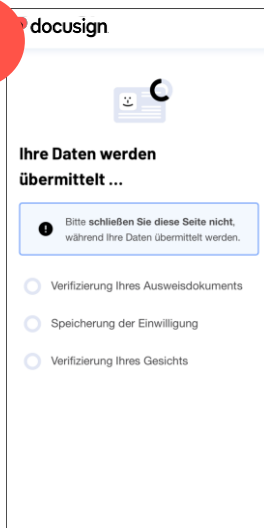 docusign
Ihre Daten werden
übermittelt ...
Bitte schließen Sie diese Seite nicht,
während Ihre Daten übermittelt werden.
Verifizierung Ihres Ausweisdokuments
Speicherung der Einwilligung
Verifizierung Ihres Gesichts